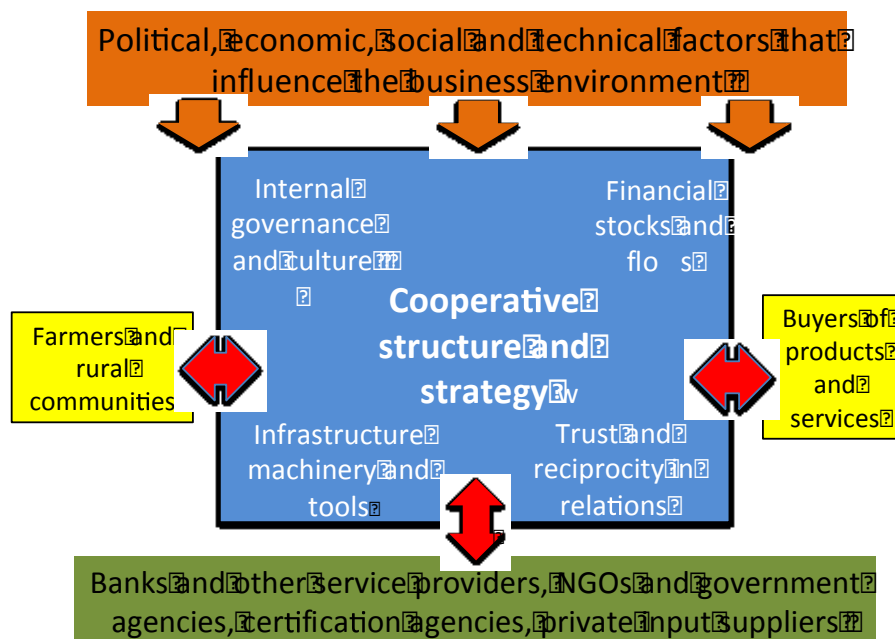 Political, economic, social and technical factors that
influence the business environment
Internal
governance
and culture
Financial
stocks and
flo s
Cooperative
structure and
strategy w
Farmers and
rural
communities
Buyers of
products
and
services
Infrastructure
machinery and
tools
Trust and
reciprocity in
relations
Banks and other service providers, NGOs and government
agencies, certification agencies, private input suppliers